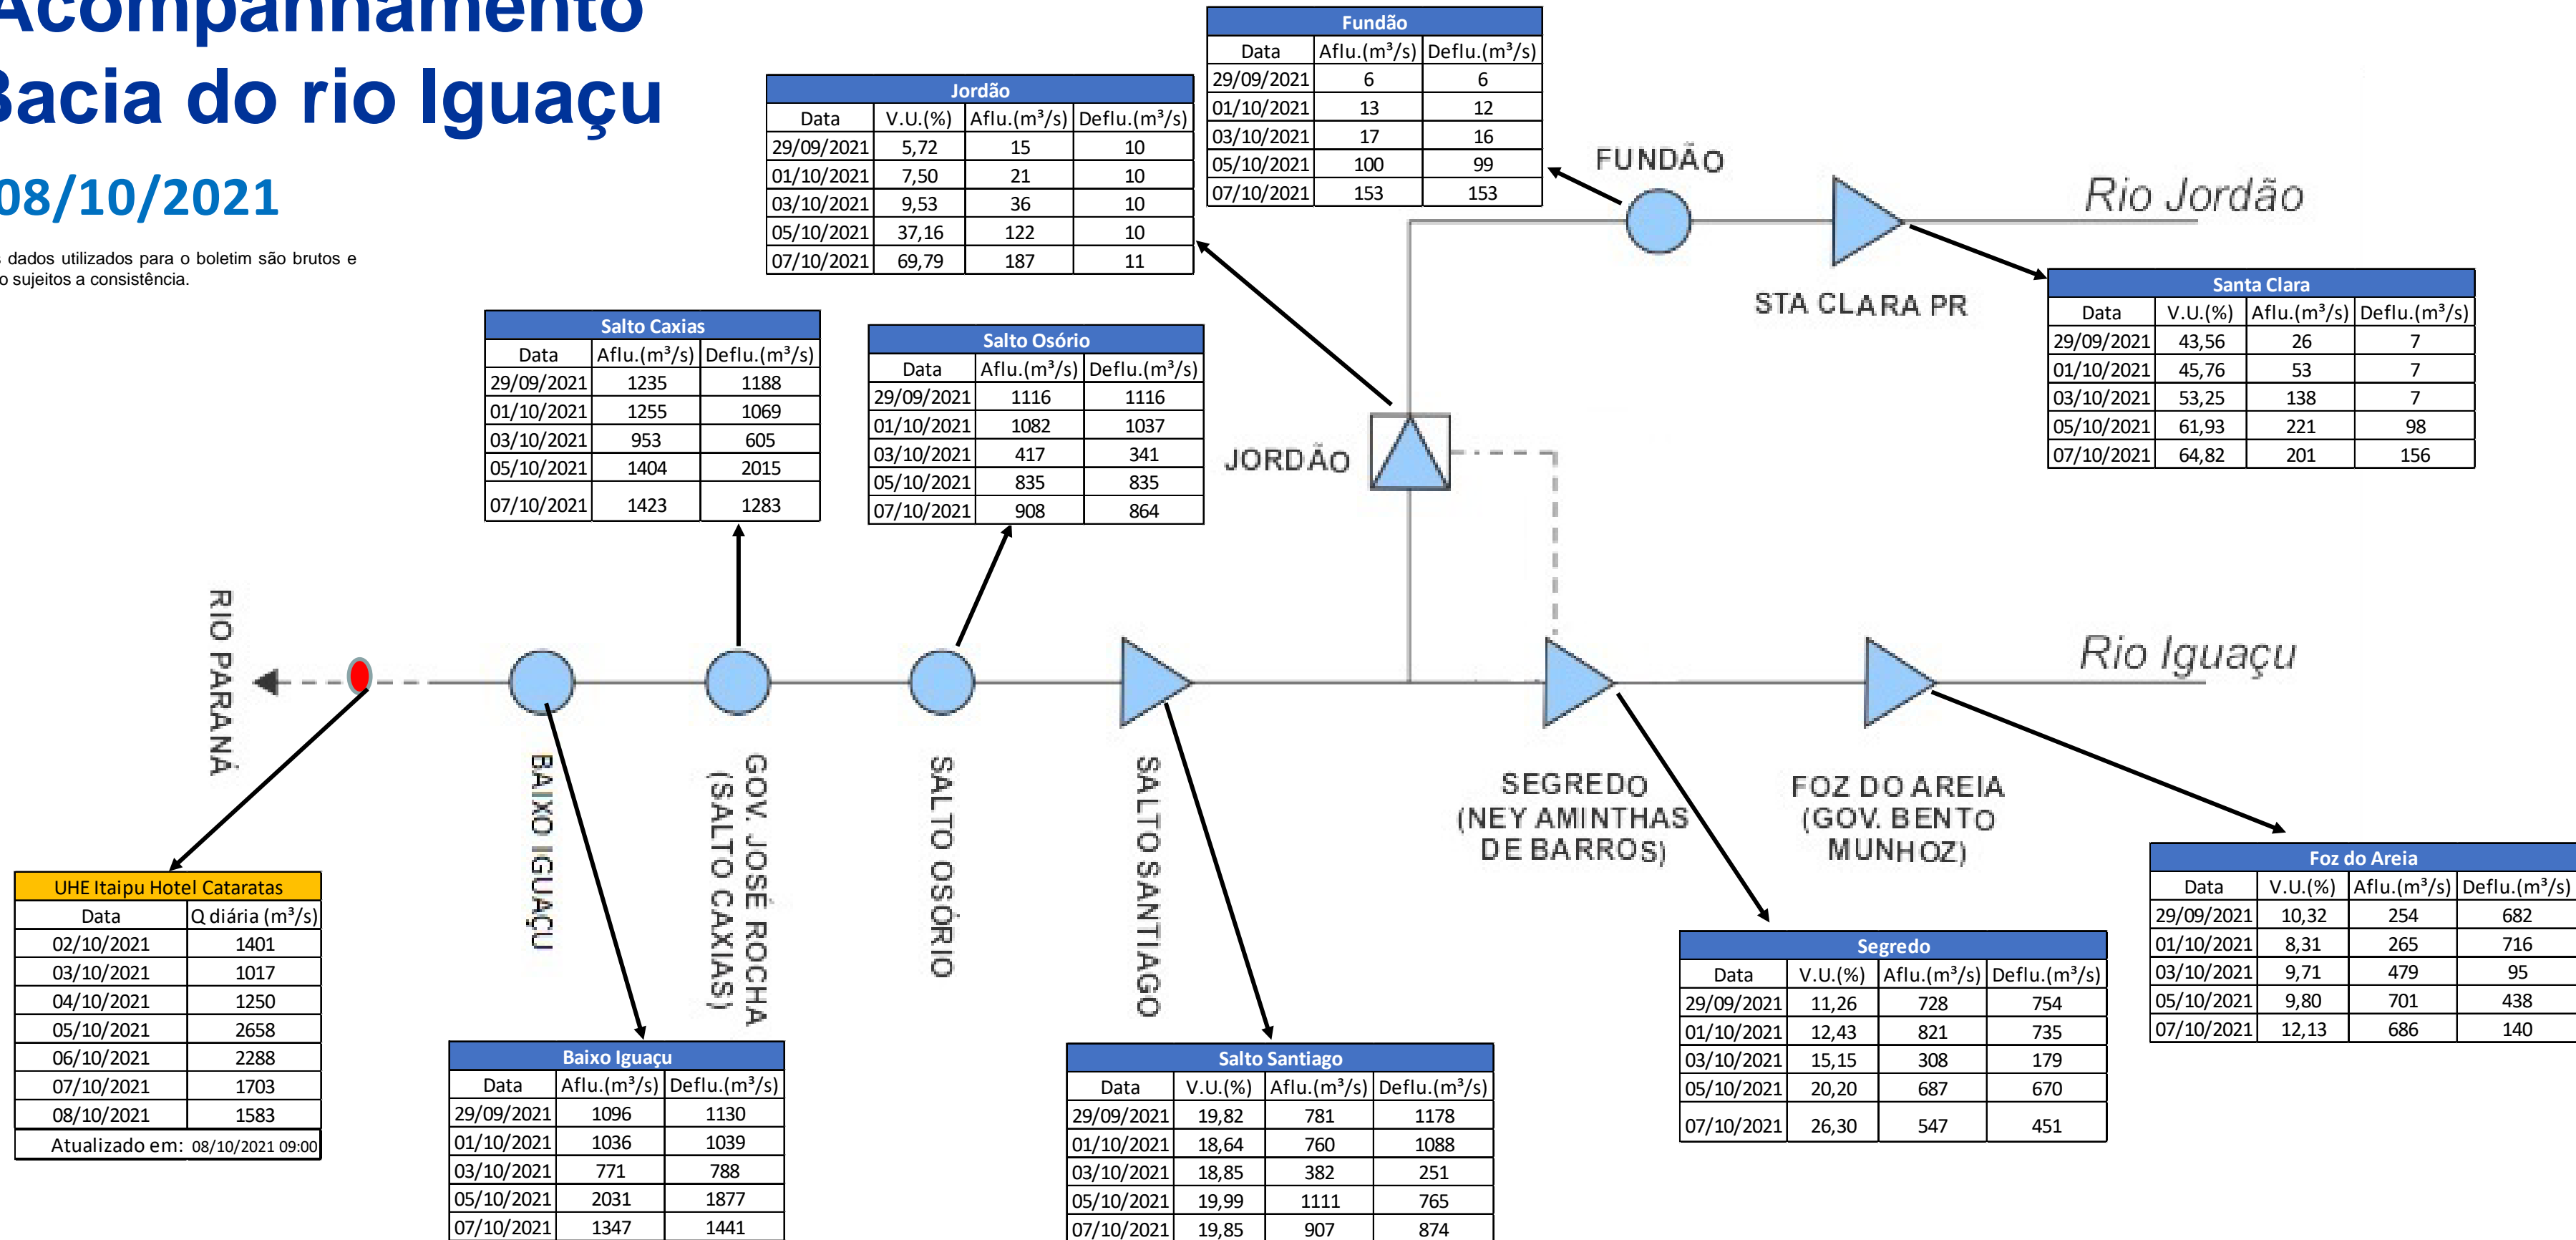 Acompanhamento
Bacia do rio Iguaçu
08/10/2021
s dados utilizados para o boletim são brutos e
o sujeitos a consistência.
Fundão
Data Aflu.(m³/s) Deflu.(m³/s)
29/09/2021 6 6
01/10/2021 13 12
03/10/2021 17 16
05/10/2021 100 99
07/10/2021 153 153
Jordão
Data V.U.(%) Aflu.(m³/s) Deflu.(m³/s)
29/09/2021 5,72 15 10
01/10/2021 7,50 21 10
03/10/2021 9,53 36 10
05/10/2021 37,16 122 10
07/10/2021 69,79 187 11
FUNDÃO
Rio Jordão
STA CLARA PR
Santa Clara
Data V.U.(%) Aflu.(m³/s) Deflu.(m³/s)
29/09/2021 43,56 26 7
01/10/2021 45,76 53 7
03/10/2021 53,25 138 7
05/10/2021 61,93 221 98
07/10/2021 64,82 201 156
Salto Caxias
Data Aflu.(m³/s) Deflu.(m³/s)
29/09/2021 1235 1188
01/10/2021 1255 1069
03/10/2021 953 605
05/10/2021 1404 2015
07/10/2021 1423 1283
Salto Osório
Data Aflu.(m³/s) Deflu.(m³/s)
29/09/2021 1116 1116
01/10/2021 1082 1037
03/10/2021 417 341
05/10/2021 835 835
07/10/2021 908 864
JORDÃO
RIO PARANÁ
Rio Iguaçu
BAIXO IGUAÇU
GOV. JOSÉ ROCHA
(SALTO CAXIAS)
SALTO OSÓRIO
SALTO SANTIAGO
SEGREDO
(NEY AMINTHAS
DE BARROS)
FOZ DO AREIA
(GOV. BENTO
MUNHOZ)
UHE Itaipu Hotel Cataratas
Data Q diária (m³/s)
02/10/2021 1401
03/10/2021 1017
04/10/2021 1250
05/10/2021 2658
06/10/2021 2288
07/10/2021 1703
08/10/2021 1583
Atualizado em: 08/10/2021 09:00
Baixo Iguaçu
Data Aflu.(m³/s) Deflu.(m³/s)
29/09/2021 1096 1130
01/10/2021 1036 1039
03/10/2021 771 788
05/10/2021 2031 1877
07/10/2021 1347 1441
Salto Santiago
Data V.U.(%) Aflu.(m³/s) Deflu.(m³/s)
29/09/2021 19,82 781 1178
01/10/2021 18,64 760 1088
03/10/2021 18,85 382 251
05/10/2021 19,99 1111 765
07/10/2021 19,85 907 874
Segredo
Data V.U.(%) Aflu.(m³/s) Deflu.(m³/s)
29/09/2021 11,26 728 754
01/10/2021 12,43 821 735
03/10/2021 15,15 308 179
05/10/2021 20,20 687 670
07/10/2021 26,30 547 451
Foz do Areia
Data V.U.(%) Aflu.(m³/s) Deflu.(m³/s)
29/09/2021 10,32 254 682
01/10/2021 8,31 265 716
03/10/2021 9,71 479 95
05/10/2021 9,80 701 438
07/10/2021 12,13 686 140